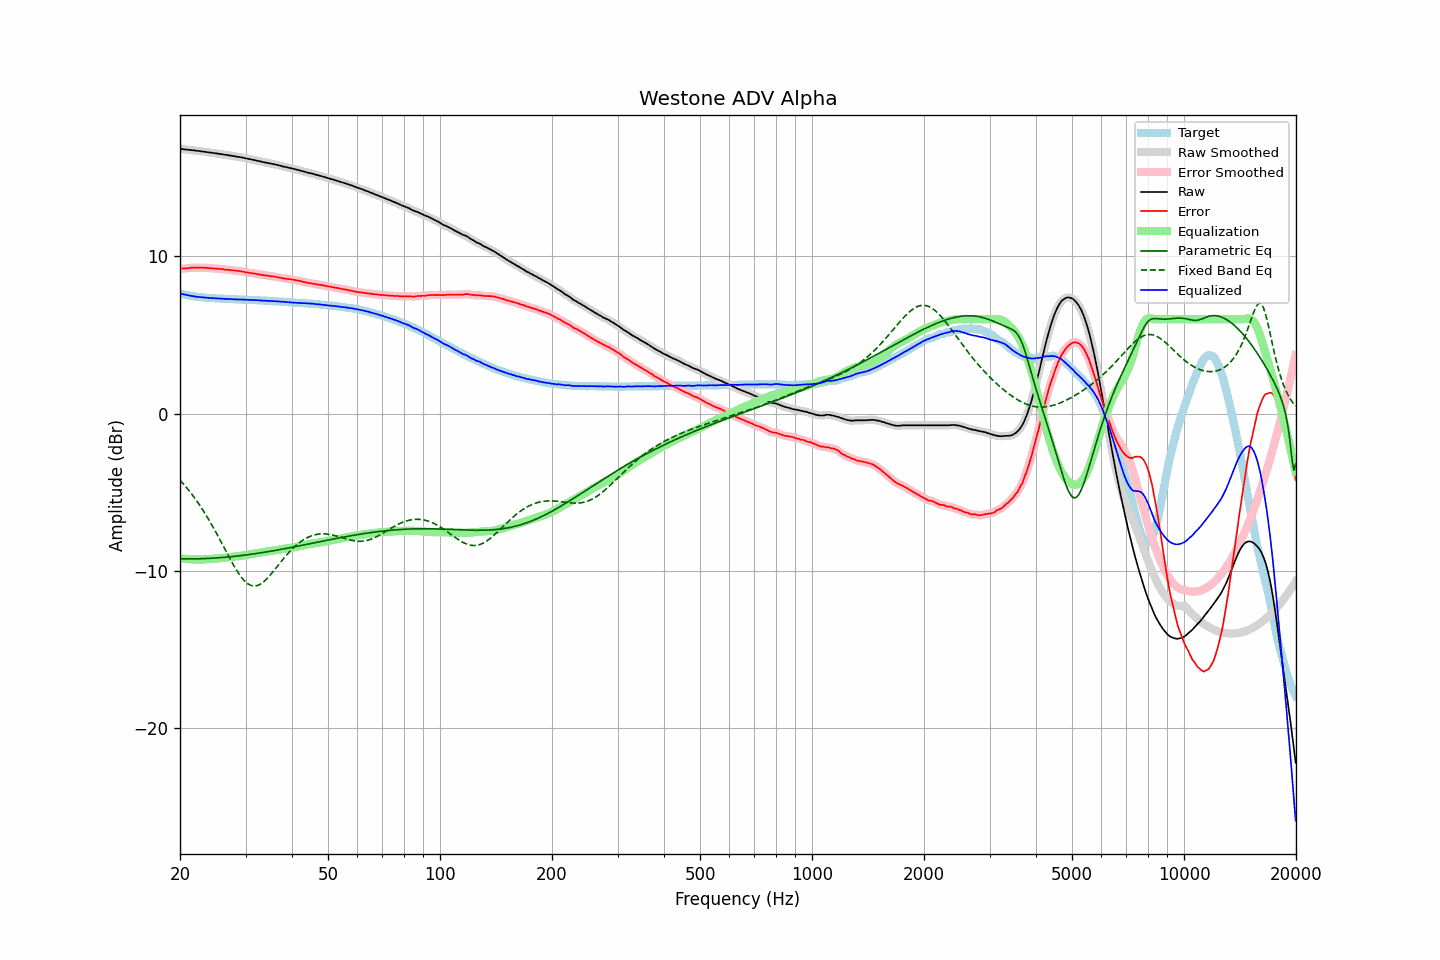 Westone ADV Alpha
Target
Raw Smoothed
Error Smoothed
Raw
Error
Equalization
Parametric Eq
Fixed Band Eq
Equalized
10
0
−10
−20
Amplitude (dBr)
20 50 100 200 500 1000 2000 5000 10000 20000
Frequency (Hz)